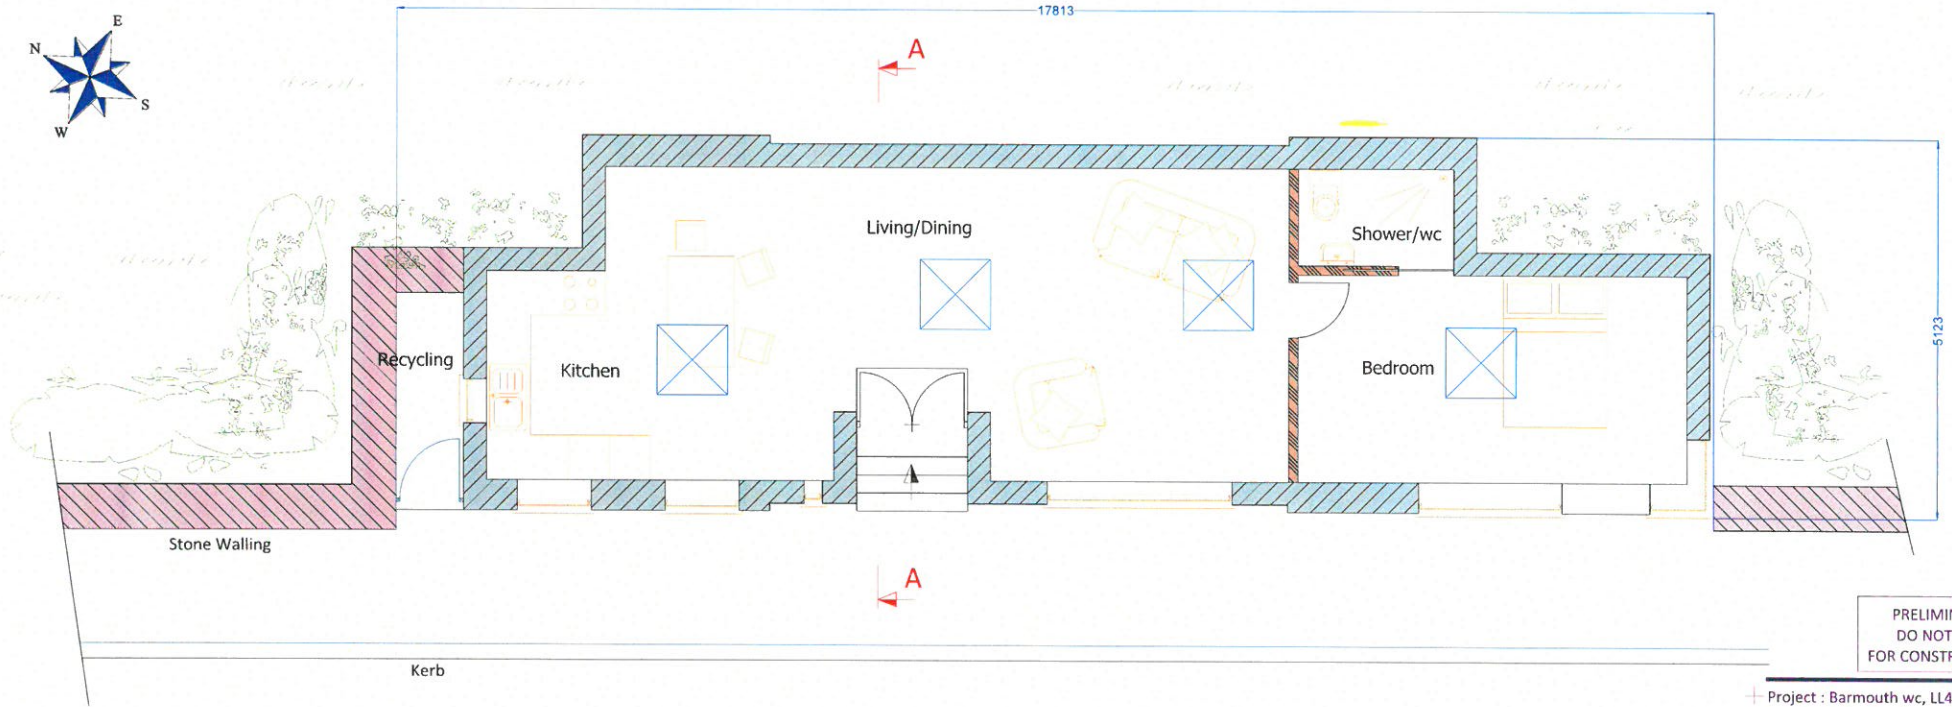 17813
E
N
S
W
A
Living/Dining
Shower/wc
5123
Recycling
Kitchen
Bedroom
Stone Walling
A
Kerb
PRELIMIN
DO NOT
FOR CONSTR
Project : Barmouth wc, LL4